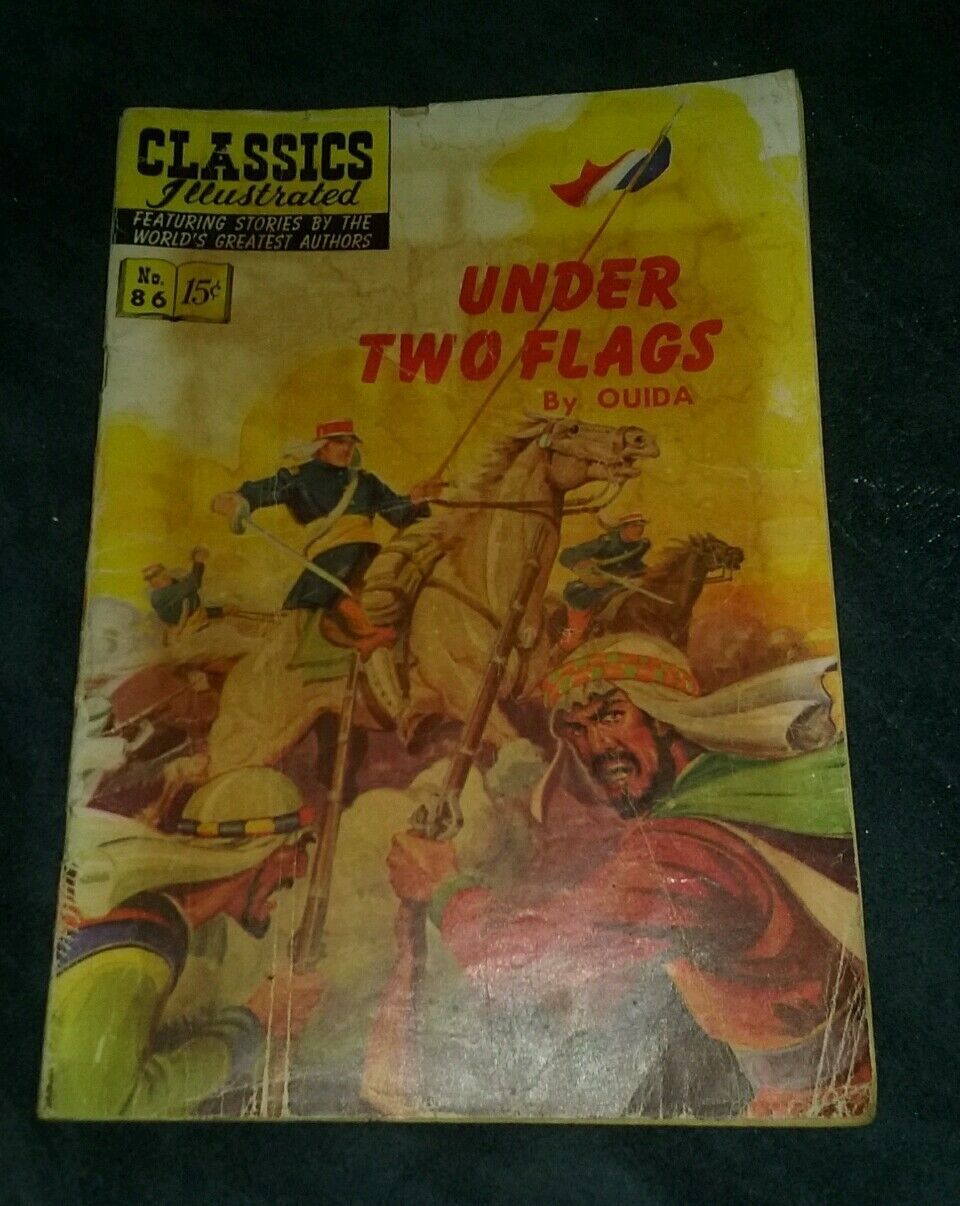 CLASSICS
Illustrated
FEATURING STORIES BY THE
WORLD'S GREATEST AUTHORS
No.
86
15¢
UNDER
TWO FLAGS
By OUIDA